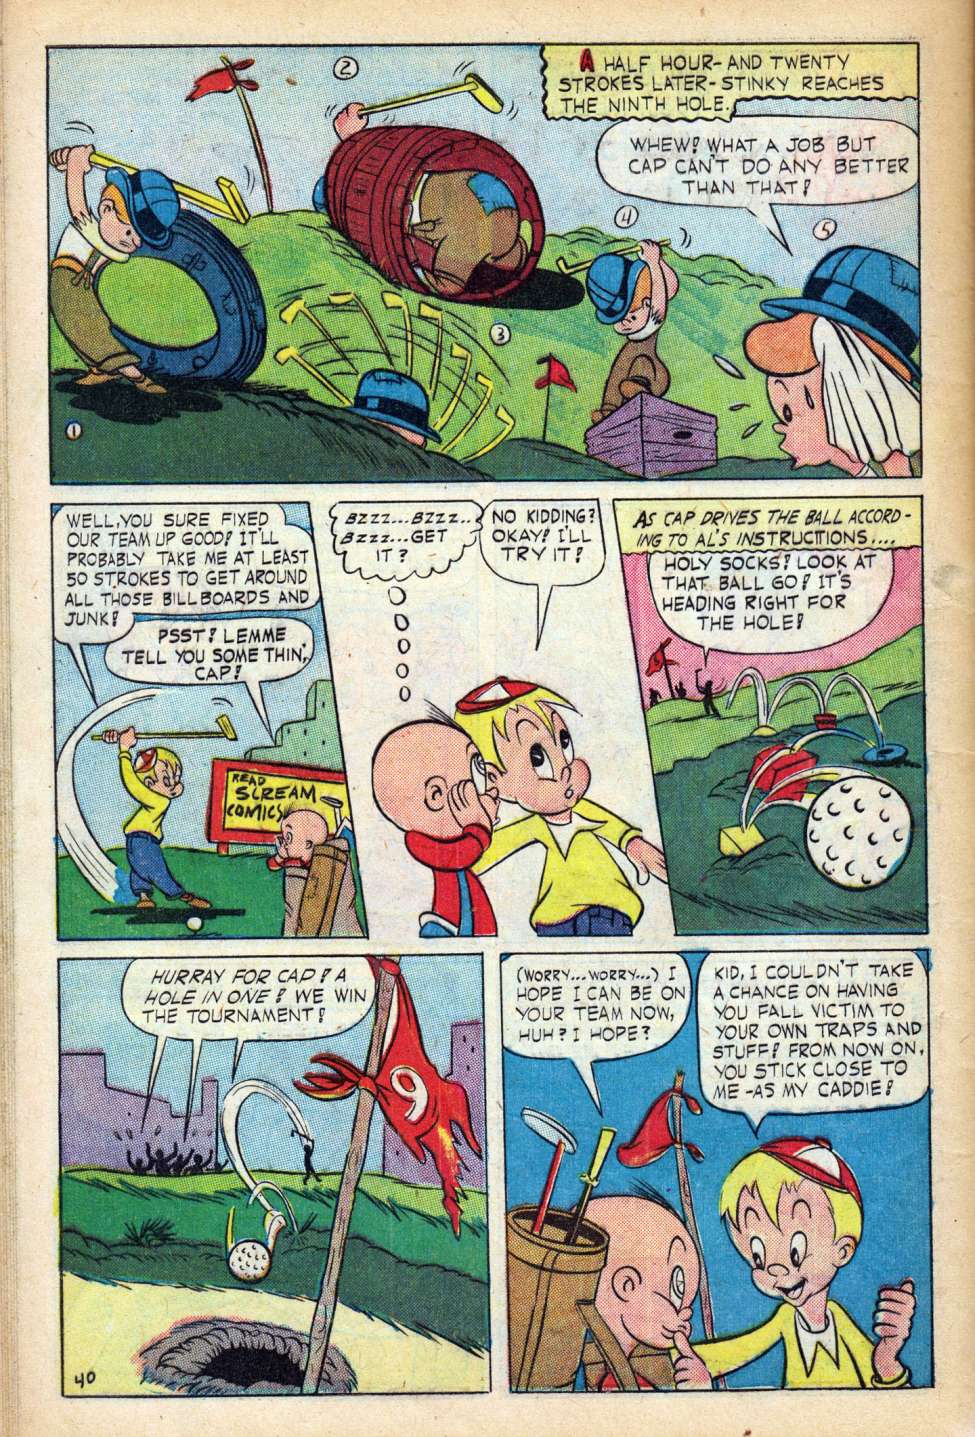 2
A HALF HOUR-AND TWENTY
STROKES LATER-STINKY REACHES
THE NINTH HOLE.
WHEW! WHAT A JOB BUT
CAP CAN'T DO ANY BETTER
THAN THAT!
4
5
3
1
WELL, YOU SURE FIXED
OUR TEAM UP GOOD! IT'LL
PROBABLY TAKE ME AT LEAST
50 STROKES TO GET AROUND
ALL THOSE BILLBOARDS AND
JUNK!
PSST! LEMME
TELL YOU SOME THIN',
CAP!
READ
SCREAM
COMICS
BZZZ...BZZZ..
BZZZ...GET
IT?
NO KIDDING?
OKAY! I'LL
TRY IT!
AS CAP DRIVES THE BALL ACCORD-
ING TO AL'S INSTRUCTIONS....
HOLY SOCKS! LOOK AT
THAT BALL GO! IT'S
HEADING RIGHT FOR
THE HOLE!
HURRAY FOR CAP! A
HOLE IN ONE! WE WIN
THE TOURNAMENT!
9
40
(WORRY...WORRY...) I
HOPE I CAN BE ON
YOUR TEAM NOW,
HUH? I HOPE?
KID, I COULDN'T TAKE
A CHANCE ON HAVING
YOU FALL VICTIM TO
YOUR OWN TRAPS AND
STUFF! FROM NOW ON,
YOU STICK CLOSE TO
ME -AS MY CADDIE!